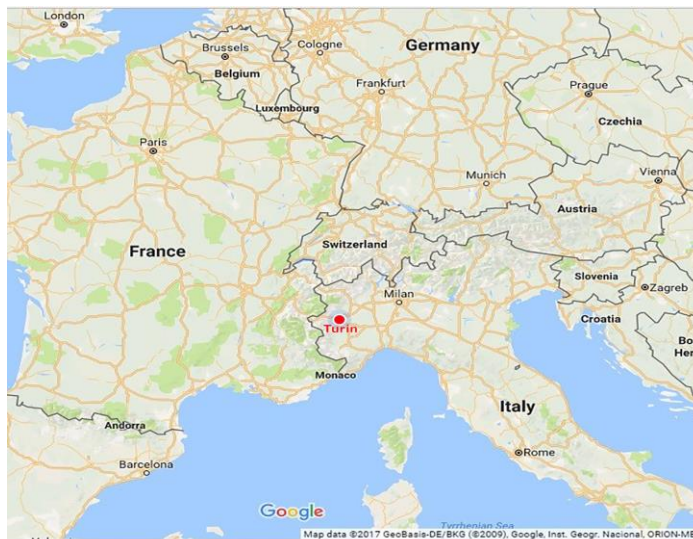 London
Brussels
Cologne
Germany
Belgium
Frankfurt
Prague
Luxembourg
Czechia
Paris
Munich
Vienna
Austria
Switzerland
France
Slovenia
Zagreb
Milan
Croatia
Turin
Bo
Her
Monaco
Italy
Andorra
Rome
Barcelona
Google
Tyrrhenian Sea
Map data ©2017 GeoBasis-DE/BKG (©2009), Google, Inst. Geogr. Nacional, ORION-ME